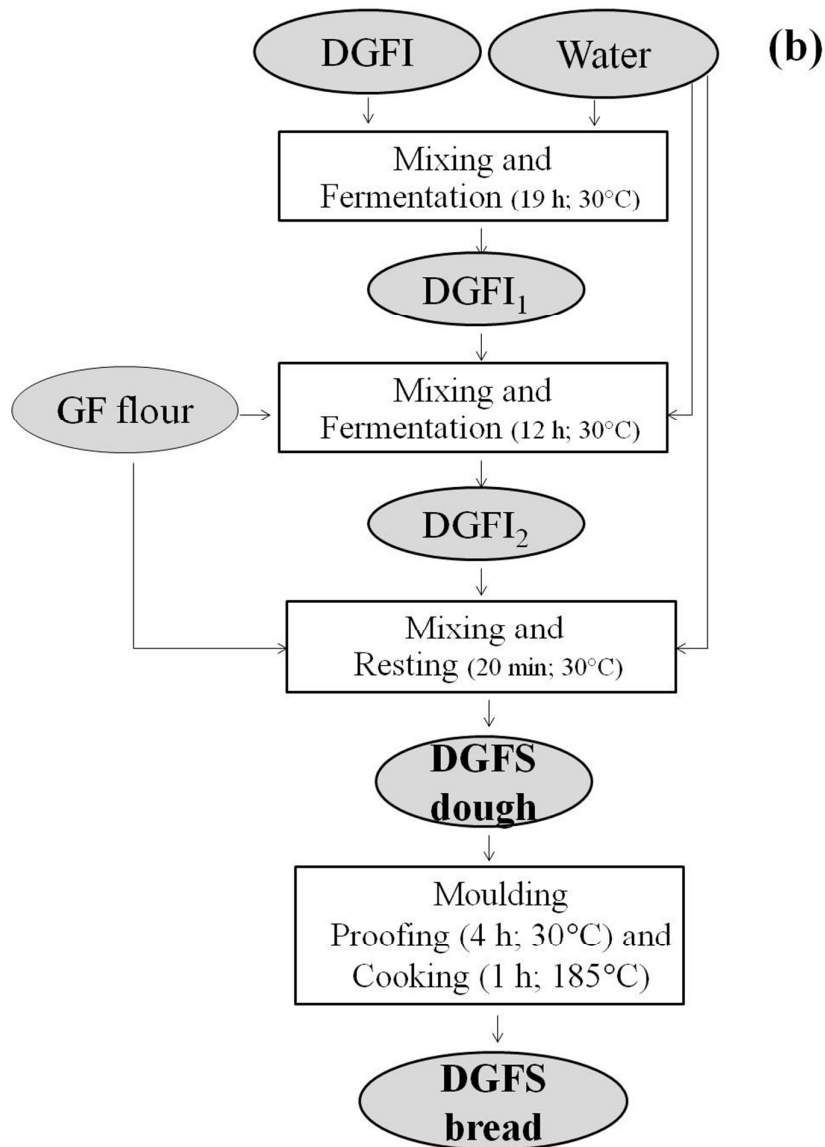 DGFI
Water
(b)
Mixing and
Fermentation (19 h; 30°C)
DGFI₁
GF flour
Mixing and
Fermentation (12 h; 30°C)
DGFI₂
Mixing and
Resting (20 min; 30°C)
DGFS
dough
Moulding
Proofing (4 h; 30°C) and
Cooking (1 h; 185°C)
DGFS
bread